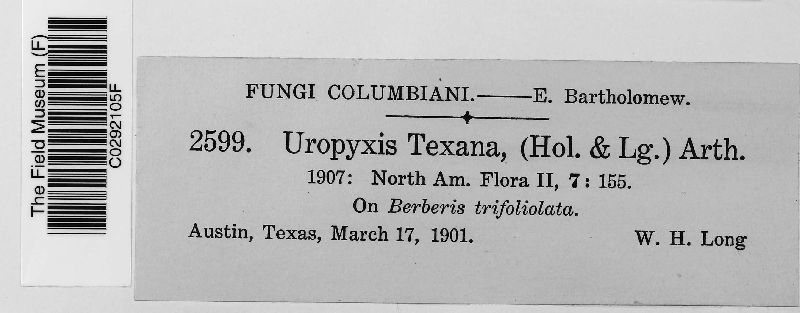 The Field Museum (F)
C0292105F
FUNGI COLUMBIANI.——E. Bartholomew.
2599. Uropyxis Texana, (Hol. & Lg.) Arth.
1907: North Am. Flora II, 7: 155.
On Berberis trifoliolata.
Austin, Texas, March 17, 1901. W. H. Long